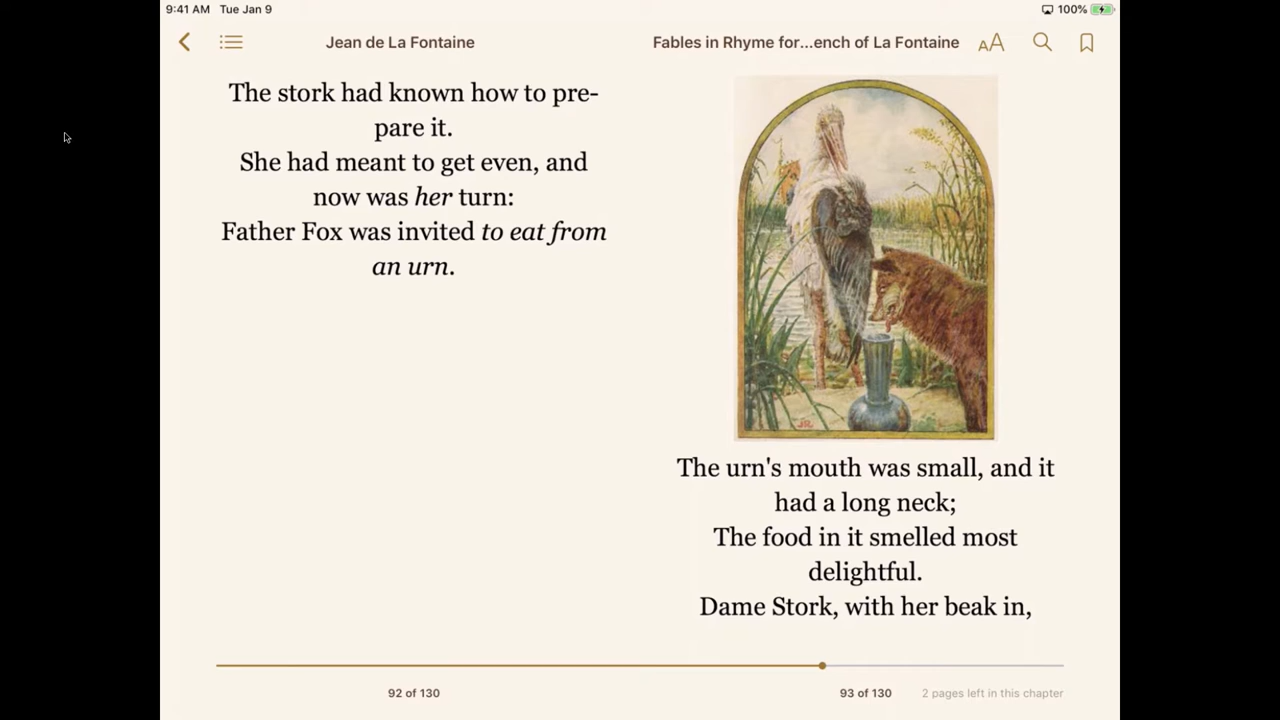 9:41 AM Tue Jan 9
100%
Jean de La Fontaine
Fables in Rhyme for...ench of La Fontaine
AA
The stork had known how to pre-
pare it.
She had meant to get even, and
now was her turn:
Father Fox was invited to eat from
an urn.
The urn's mouth was small, and it
had a long neck;
The food in it smelled most
delightful.
Dame Stork, with her beak in,
92 of 130
93 of 130
2 pages left in this chapter